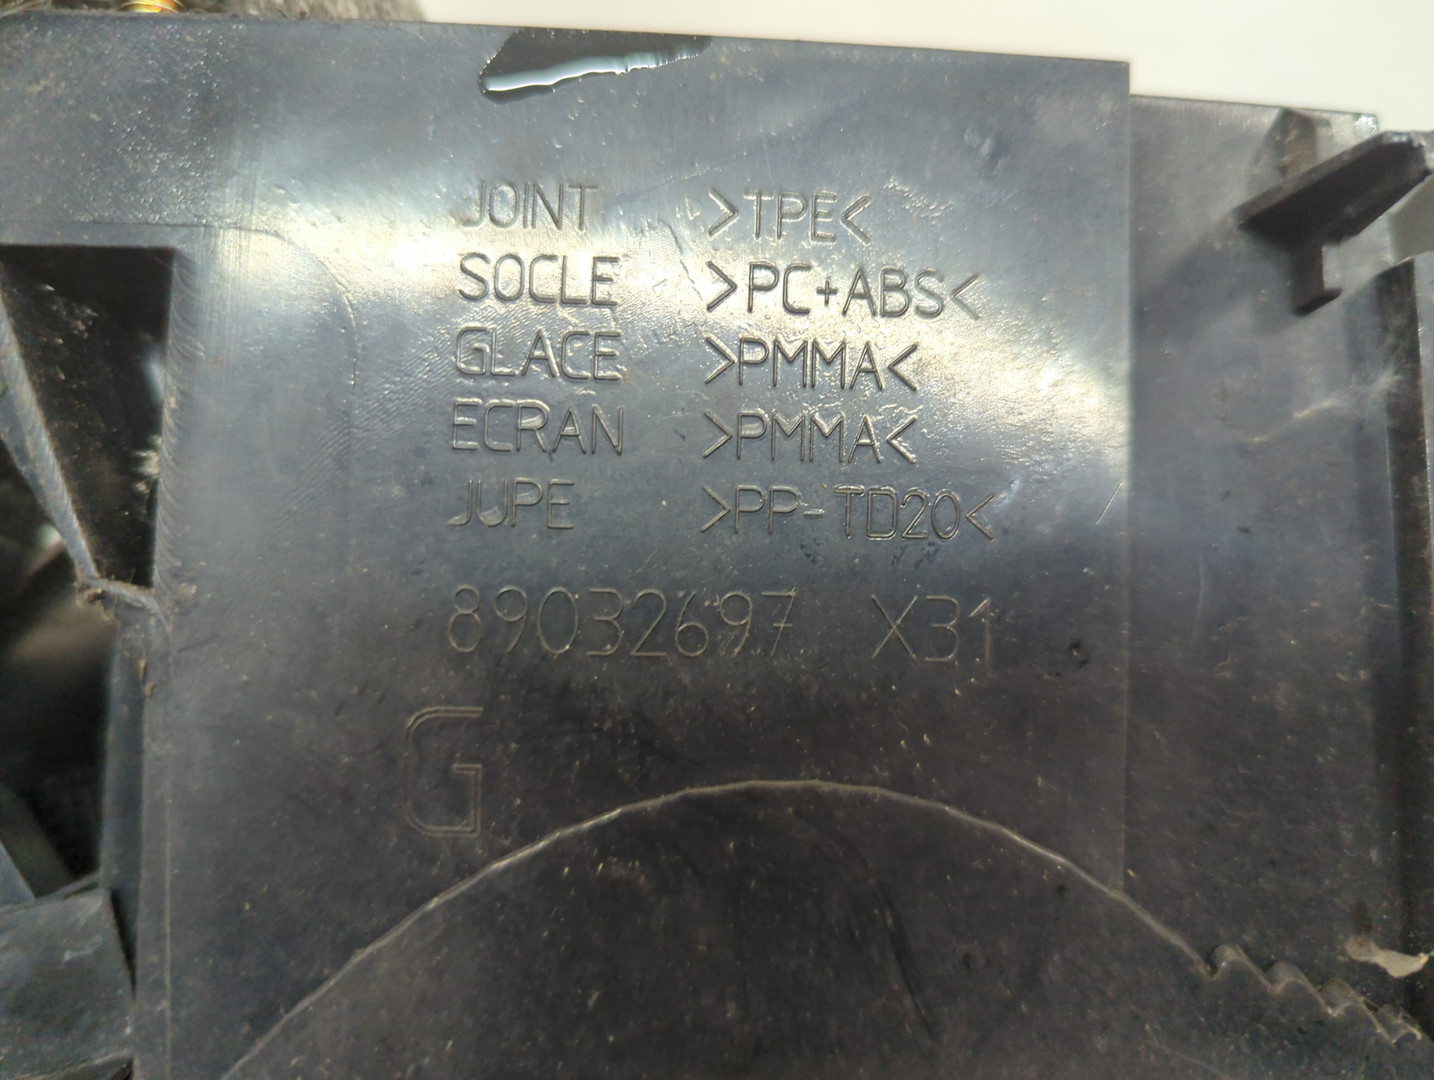 JOINT >TPE<
SOCLE >PC+ABS<
GLACE >PMMA<
ECRAN >PMMA<
JUPE >PP-TD20<
89032697 X31
G